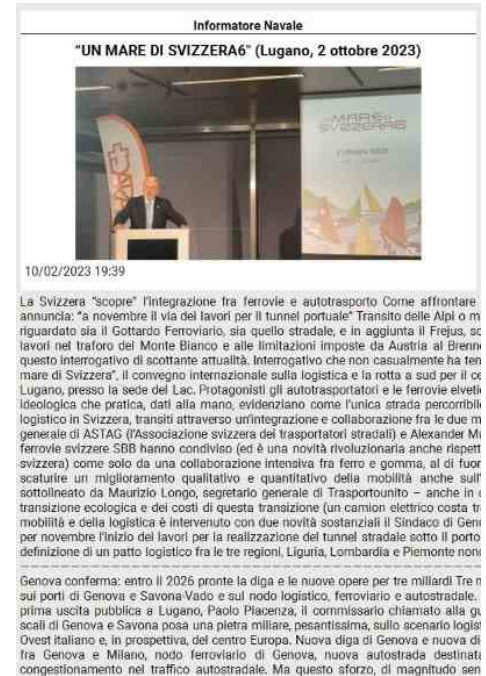 Informatore Navale
"UN MARE DI SVIZZERA6" (Lugano, 2 ottobre 2023)
MARE
SVIZZERA6
10/02/2023 19:39
La Svizzera "scopre" l'integrazione fra ferrovie e autotrasporto Come affrontare
annuncia: "a novembre il via dei lavori per il tunnel portuale" Transito delle Alpi o m
riguardato sia il Gottardo Ferroviario, sia quello stradale, e in aggiunta il Frejus, sc
lavori nel traforo del Monte Bianco e alle limitazioni imposte da Austria al Brenne
questo interrogativo di scottante attualità. Interrogativo che non casualmente ha ten
mare di Svizzera", il convegno internazionale sulla logistica e la rotta a sud per il ce
Lugano, presso la sede del Lac. Protagonisti gli autotrasportatori e le ferrovie elvetic
ideologica che pratica, dati alla mano, evidenziano come l'unica strada percorribile
logistico in Svizzera, transiti attraverso un'integrazione e collaborazione fra le due m
generale di ASTAG (l'Associazione svizzera dei trasportatori stradali) e Alexander Mu
ferrovie svizzere SBB hanno condiviso (ed è una novità rivoluzionaria anche rispett
svizzera) come solo da una collaborazione intensiva fra ferro e gomma, al di fuor
scaturire un miglioramento qualitativo e quantitativo della mobilità anche sull'
sottolineato da Maurizio Longo, segretario generale di Trasportounito – anche in c
transizione ecologica e dei costi di questa transizione (un camion elettrico costa tre
mobilità e della logistica è intervenuto con due novità sostanziali il Sindaco di Geno
per novembre l'inizio dei lavori per la realizzazione del tunnel stradale sotto il porto
definizione di un patto logistico fra le tre regioni, Liguria, Lombardia e Piemonte nonc
Genova conferma: entro il 2026 pronte la diga e le nuove opere per tre miliardi Tre m
sui porti di Genova e Savona-Vado e sul nodo logistico, ferroviario e autostradale.
prima uscita pubblica a Lugano, Paolo Piacenza, il commissario chiamato alla gu
scali di Genova e Savona posa una pietra miliare, pesantissima, sullo scenario logist
Ovest italiano e, in prospettiva, del centro Europa. Nuova diga di Genova e nuova di
fra Genova e Milano, nodo ferroviario di Genova, nuova autostrada destinata
congestionamento nel traffico autostradale. Ma questo sforzo, di magnitudo sen